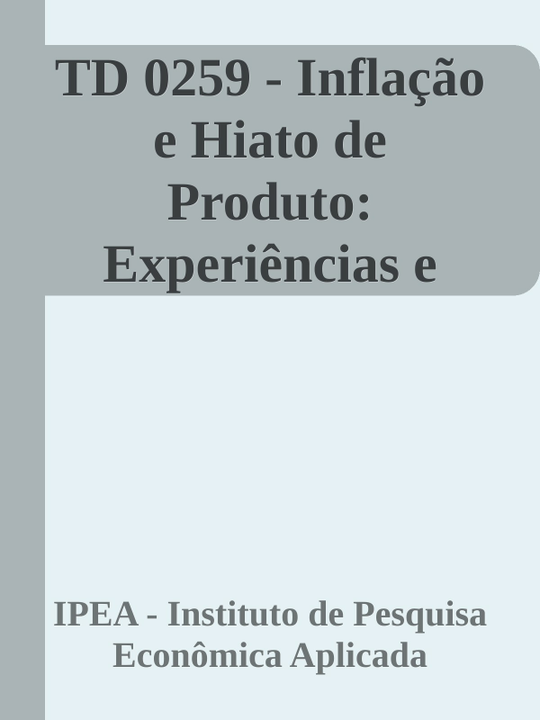 TD 0259 - Inflação
e Hiato de
Produto:
Experiências e
IPEA - Instituto de Pesquisa
Econômica Aplicada